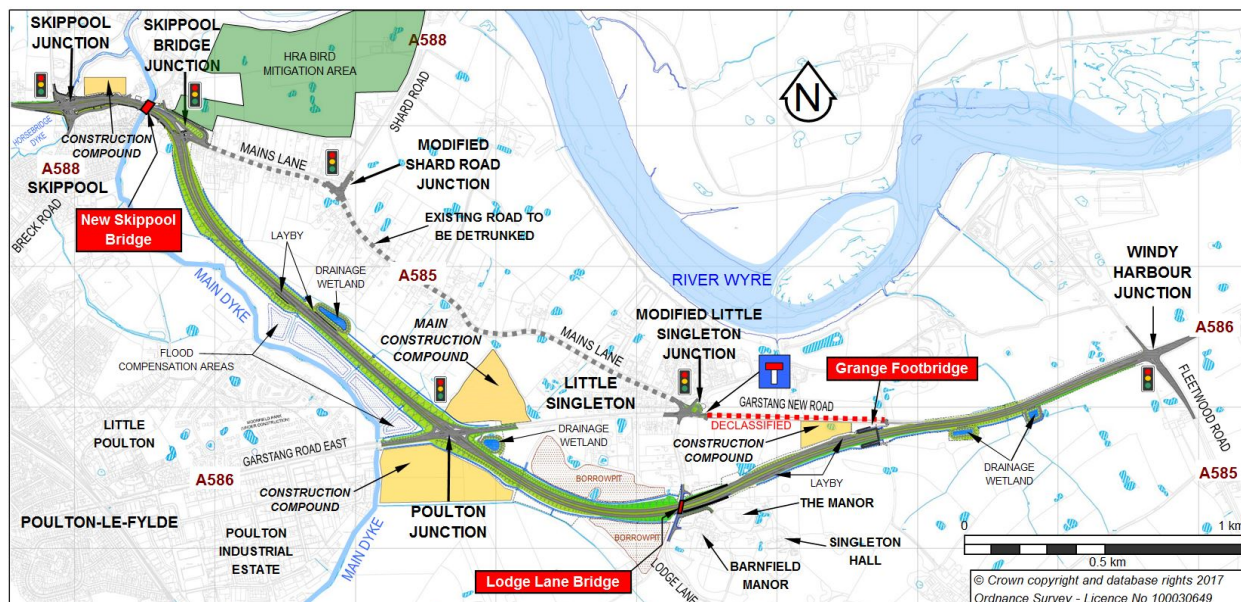 SKIPPOOL
JUNCTION
SKIPPOOL
BRIDGE
JUNCTION
HRA BIRD
MITIGATION AREA
A588
SHARD ROAD
N
HORSEBRIDGE
DYKE
CONSTRUCTION
COMPOUND
A588
SKIPPOOL
BRECK ROAD
New Skippool
Bridge
MAINS LANE
MODIFIED
SHARD ROAD
JUNCTION
EXISTING ROAD TO
BE DETRUNKED
LAYBY
DRAINAGE
WETLAND
A585
RIVER WYRE
WINDY
HARBOUR
JUNCTION
A586
MAIN DYKE
MAIN
CONSTRUCTION
COMPOUND
MAINS LANE
MODIFIED LITTLE
SINGLETON
JUNCTION
FLOOD
COMPENSATION AREAS
LITTLE
SINGLETON
Grange Footbridge
GARSTANG NEW ROAD
DECLASSIFIED
FLEETWOOD ROAD
LITTLE
POULTON
GARSTANG ROAD EAST
DRAINAGE
WETLAND
CONSTRUCTION
COMPOUND
A586
CONSTRUCTION
COMPOUND
BORROWPIT
LAYBY
DRAINAGE
WETLAND
A585
POULTON-LE-FYLDE
POULTON
JUNCTION
THE MANOR
POULTON
INDUSTRIAL
ESTATE
MAIN DYKE
BORROWPIT
LODGE LANE
SINGLETON
HALL
BARNFIELD
MANOR
Lodge Lane Bridge
0
1 km
0.5 km
© Crown copyright and database rights 2017
Ordnance Survey - Licence No 100030649